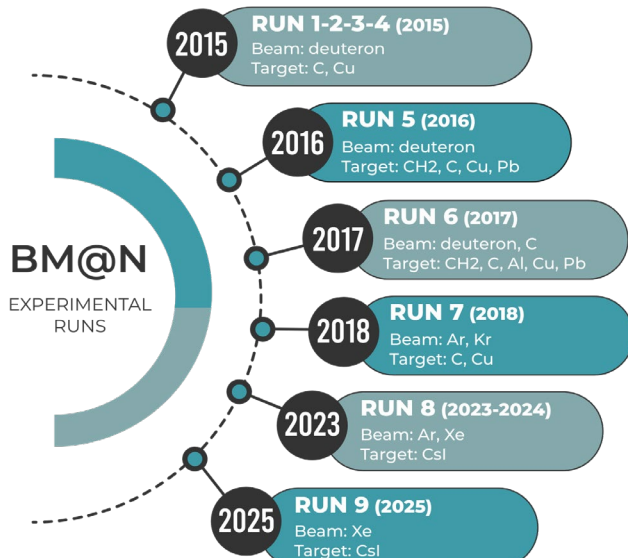 2015
RUN 1-2-3-4 (2015)
Beam: deuteron
Target: C, Cu
2016
RUN 5 (2016)
Beam: deuteron
Target: CH2, C, Cu, Pb
2017
RUN 6 (2017)
Beam: deuteron, C
Target: CH2, C, Al, Cu, Pb
BM@N
EXPERIMENTAL
RUNS
2018
RUN 7 (2018)
Beam: Ar, Kr
Target: C, Cu
2023
RUN 8 (2023-2024)
Beam: Ar, Xe
Target: CsI
2025
RUN 9 (2025)
Beam: Xe
Target: CsI